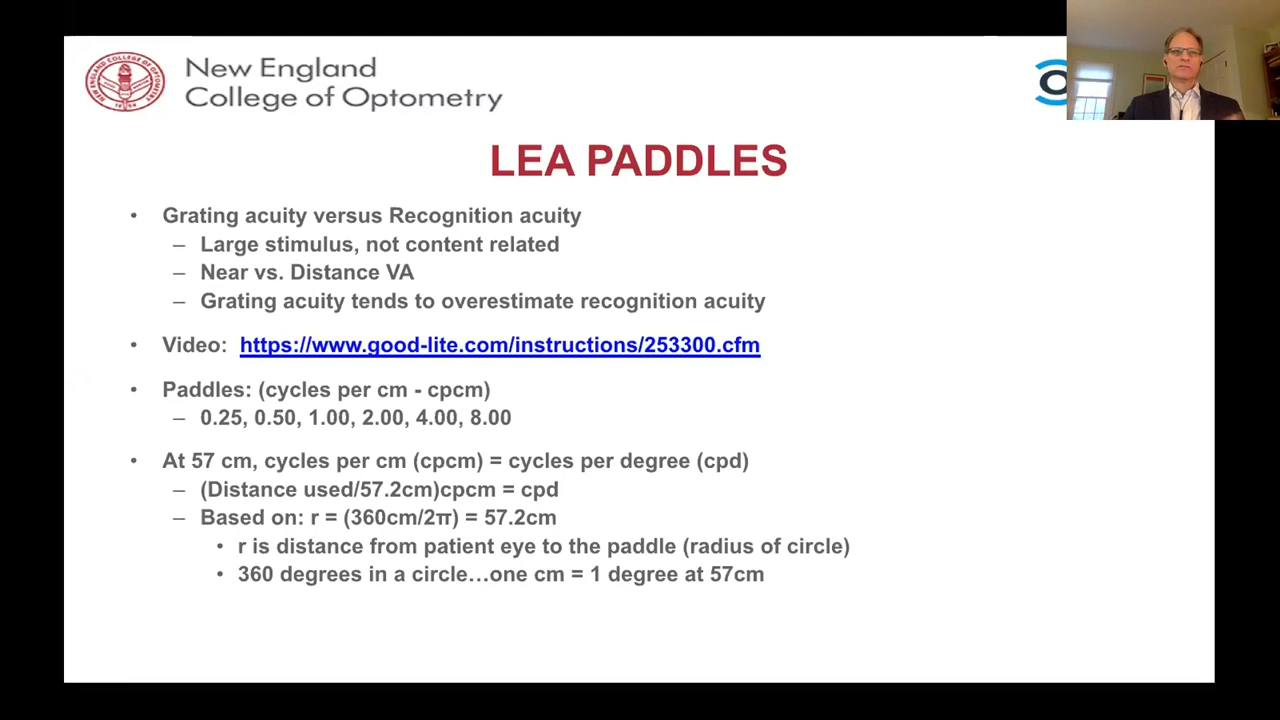 New England
College of Optometry
LEA PADDLES
• Grating acuity versus Recognition acuity
– Large stimulus, not content related
– Near vs. Distance VA
– Grating acuity tends to overestimate recognition acuity
• Video: https://www.good-lite.com/instructions/253300.cfm
• Paddles: (cycles per cm - cpcm)
– 0.25, 0.50, 1.00, 2.00, 4.00, 8.00
• At 57 cm, cycles per cm (cpcm) = cycles per degree (cpd)
– (Distance used/57.2cm)cpcm = cpd
– Based on: r = (360cm/2π) = 57.2cm
• r is distance from patient eye to the paddle (radius of circle)
• 360 degrees in a circle…one cm = 1 degree at 57cm